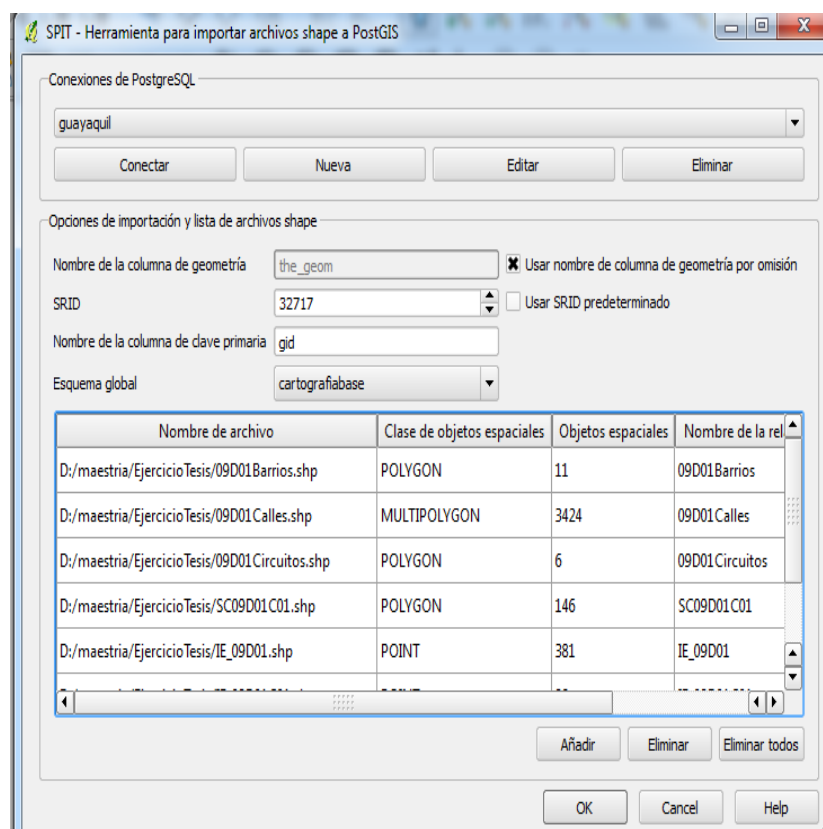 SPIT - Herramienta para importar archivos shape a PostGIS
Conexiones de PostgreSQL
guayaquil
Conectar Nueva Editar Eliminar
Opciones de importación y lista de archivos shape
Nombre de la columna de geometría the_geom Usar nombre de columna de geometría por omisión
SRID 32717 Usar SRID predeterminado
Nombre de la columna de clave primaria gid
Esquema global cartografiabase
Nombre de archivo Clase de objetos espaciales Objetos espaciales Nombre de la rel
D:/maestria/EjercicioTesis/09D01Barrios.shp POLYGON 11 09D01Barrios
D:/maestria/EjercicioTesis/09D01Calles.shp MULTIPOLYGON 3424 09D01Calles
D:/maestria/EjercicioTesis/09D01Circuitos.shp POLYGON 6 09D01Circuitos
D:/maestria/EjercicioTesis/SC09D01C01.shp POLYGON 146 SC09D01C01
D:/maestria/EjercicioTesis/IE_09D01.shp POINT 381 IE_09D01
Añadir Eliminar Eliminar todos
OK Cancel Help